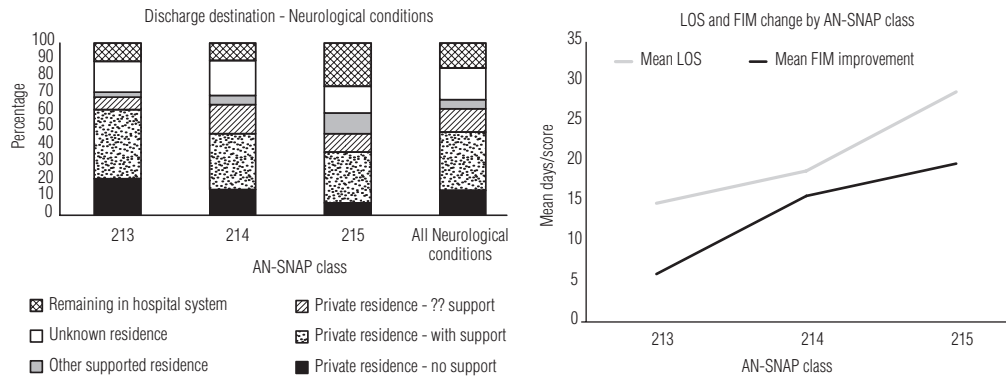 Discharge destination - Neurological conditions
Percentage
100
90
80
70
60
50
40
30
20
10
0
213
214
215
All Neurological
conditions
AN-SNAP class
Remaining in hospital system
Unknown residence
Other supported residence
Private residence - ?? support
Private residence - with support
Private residence - no support
LOS and FIM change by AN-SNAP class
Mean LOS
Mean FIM improvement
Mean days/score
35
30
25
20
15
10
5
0
213
214
215
AN-SNAP class